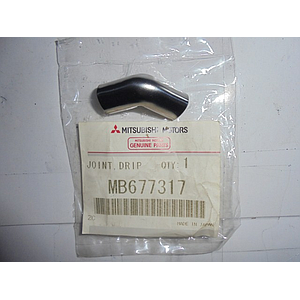 MITSUBISHI MOTORS
GENUINE PARTS
JOINT, DRIP QTY: 1
MB677317
MADE IN JAPAN